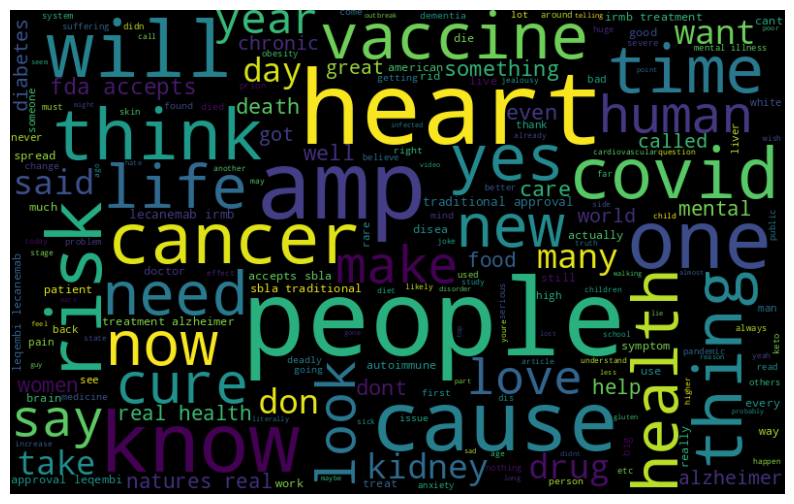 year
vaccine
want
will
diabetes
fda accepts
chronic
day
great
something
irmb treatment
cant
think
death
heart
human
time
never
spread
got
even
said
life
well
amp
yes
covid
called
care
traditional approval
world
mental
lecanemab irmb
new
cancer
make
many
one
risk
need
food
accepts sbla
sbla traditional
people
health
thing
leqembi lecanemab
patient
treatment alzheimer
now
pain
back
women
cure
don
look
love
dont
help
symptom
autoimmune
say
real health
know
cause
take
natures real
work
kidney
drug
alzheimer
approval leqembi
system
suffering
didn
come
call
outbreak
telling
dementia
die
lot
around
american
getting
rid
live
good
severe
bad
mental illness
huge
poor
obesity
seem
point
someone
must
might
skin
found
died
jealousy
thank
white
wish
liver
infected
already
believe
right
video
cardiovascular
question
change
ago
hate
another
may
better
far
side
child
public
much
mind
actually
disea
rare
joke
truth
today
problem
stage
doctor
effect
used
still
study
likely
disorder
diet
high
children
walking
almost
man
serious
school
lie
always
feel
guy
state
deadly
going
gone
top
youre
lost
article
understand
less
pandemic
reason
yeah
read
use
others
keto
higher
probably
every
see
brain
medicine
literally
first
part
issue
dis
sick
age
sad
nothing
long
treat
anxiety
maybe
increase
person
big
etc
really
way
gluten
didnt
happen